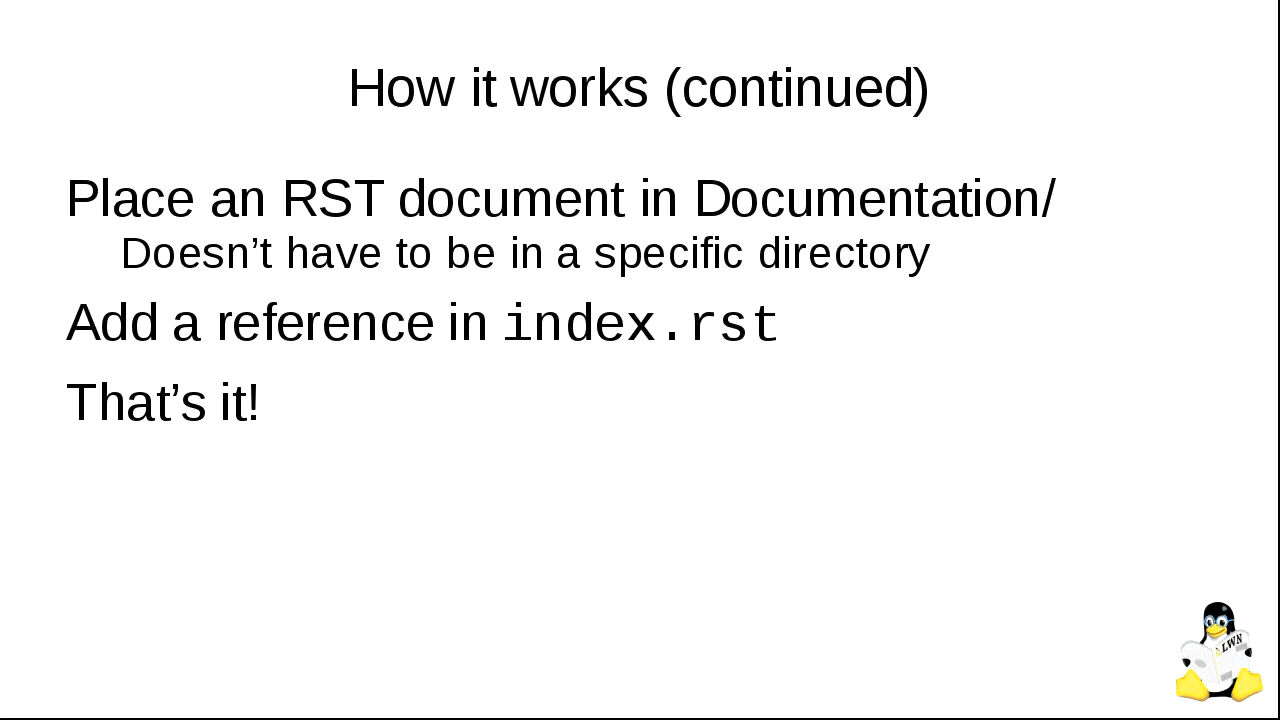 How it works (continued)
Place an RST document in Documentation/
Doesn’t have to be in a specific directory
Add a reference in index.rst
That’s it!
LWN